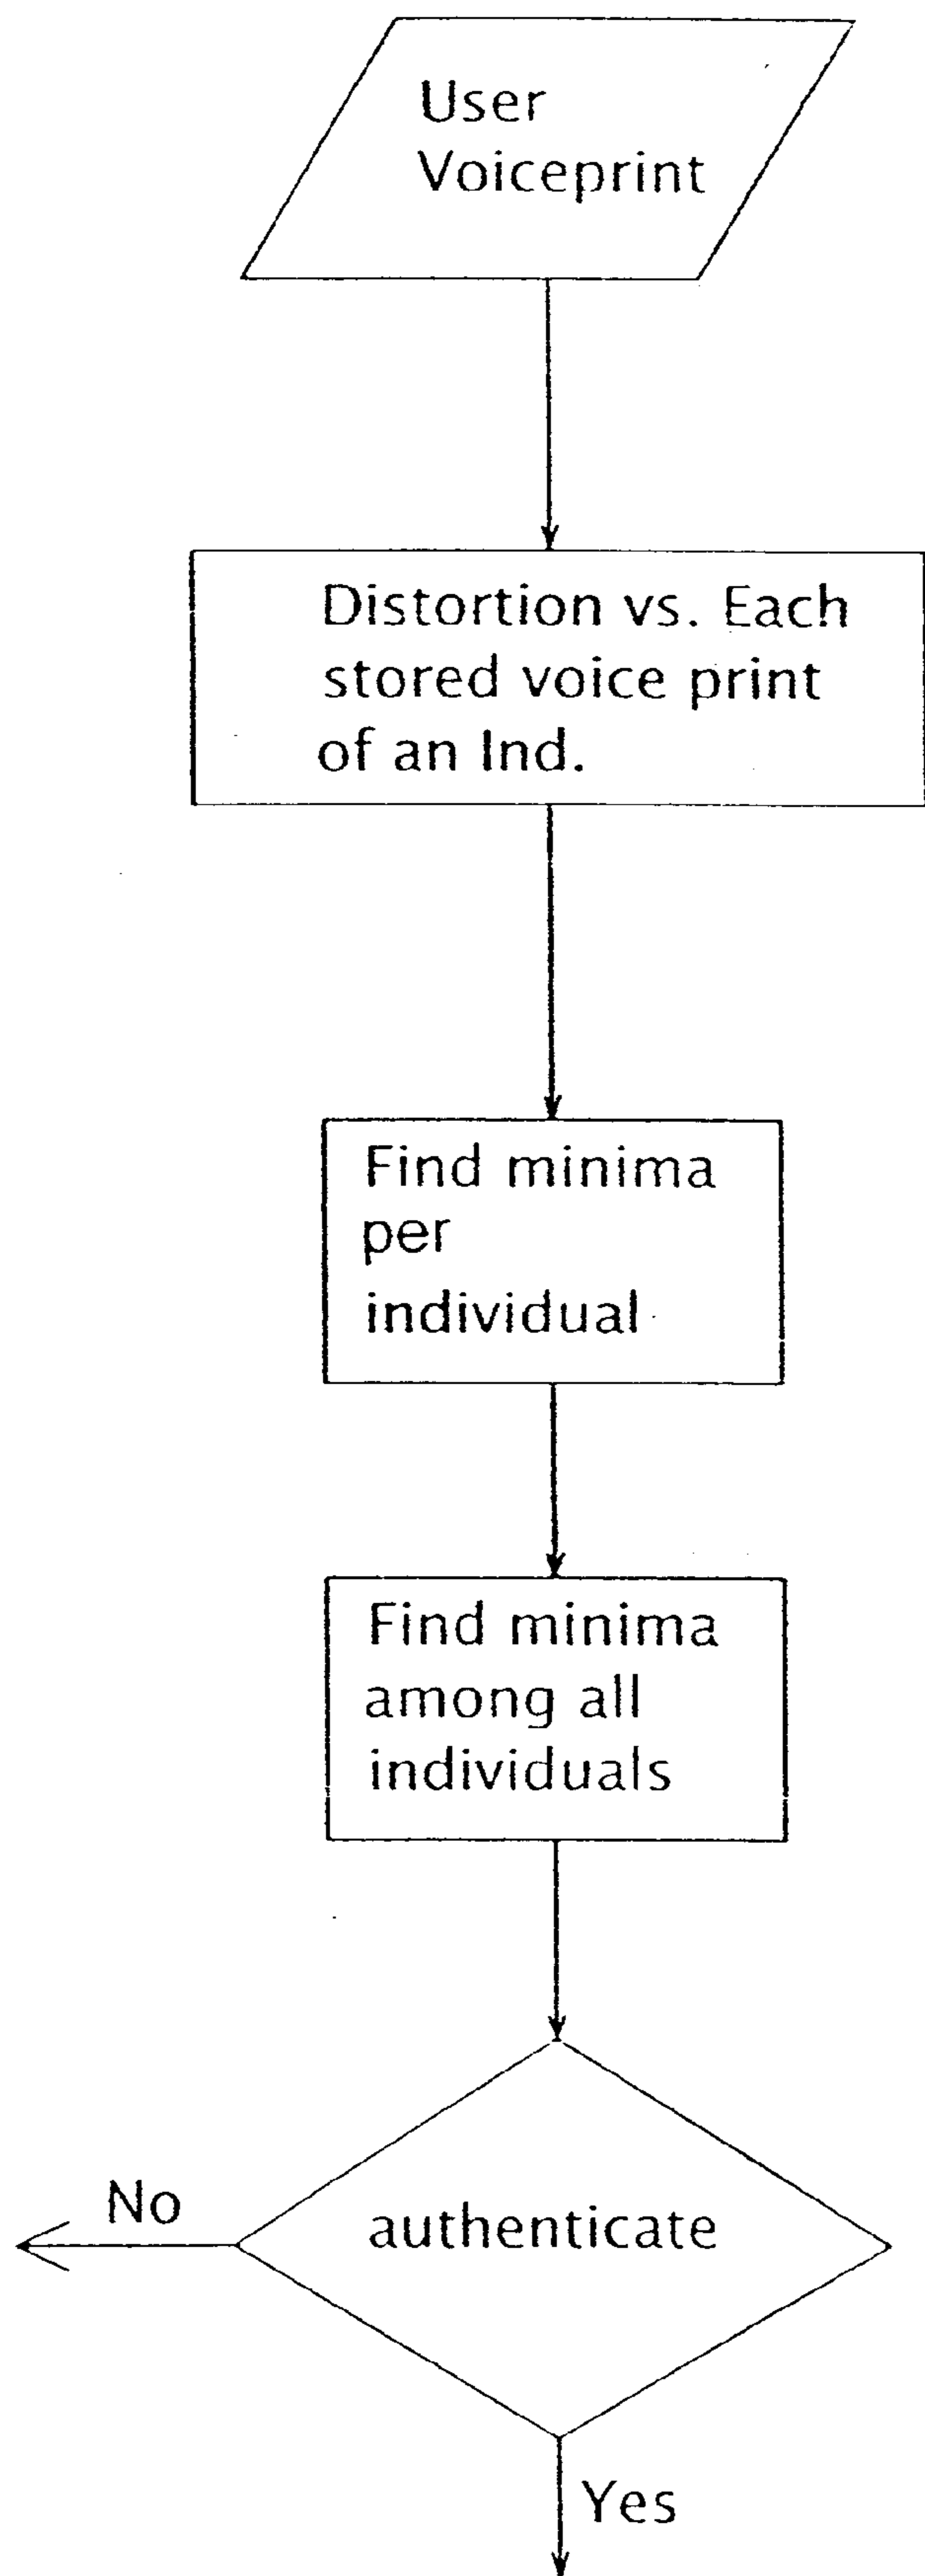 User
Voiceprint
Distortion vs. Each
stored voice print
of an Ind.
Find minima
per
individual
Find minima
among all
individuals
authenticate
No
Yes